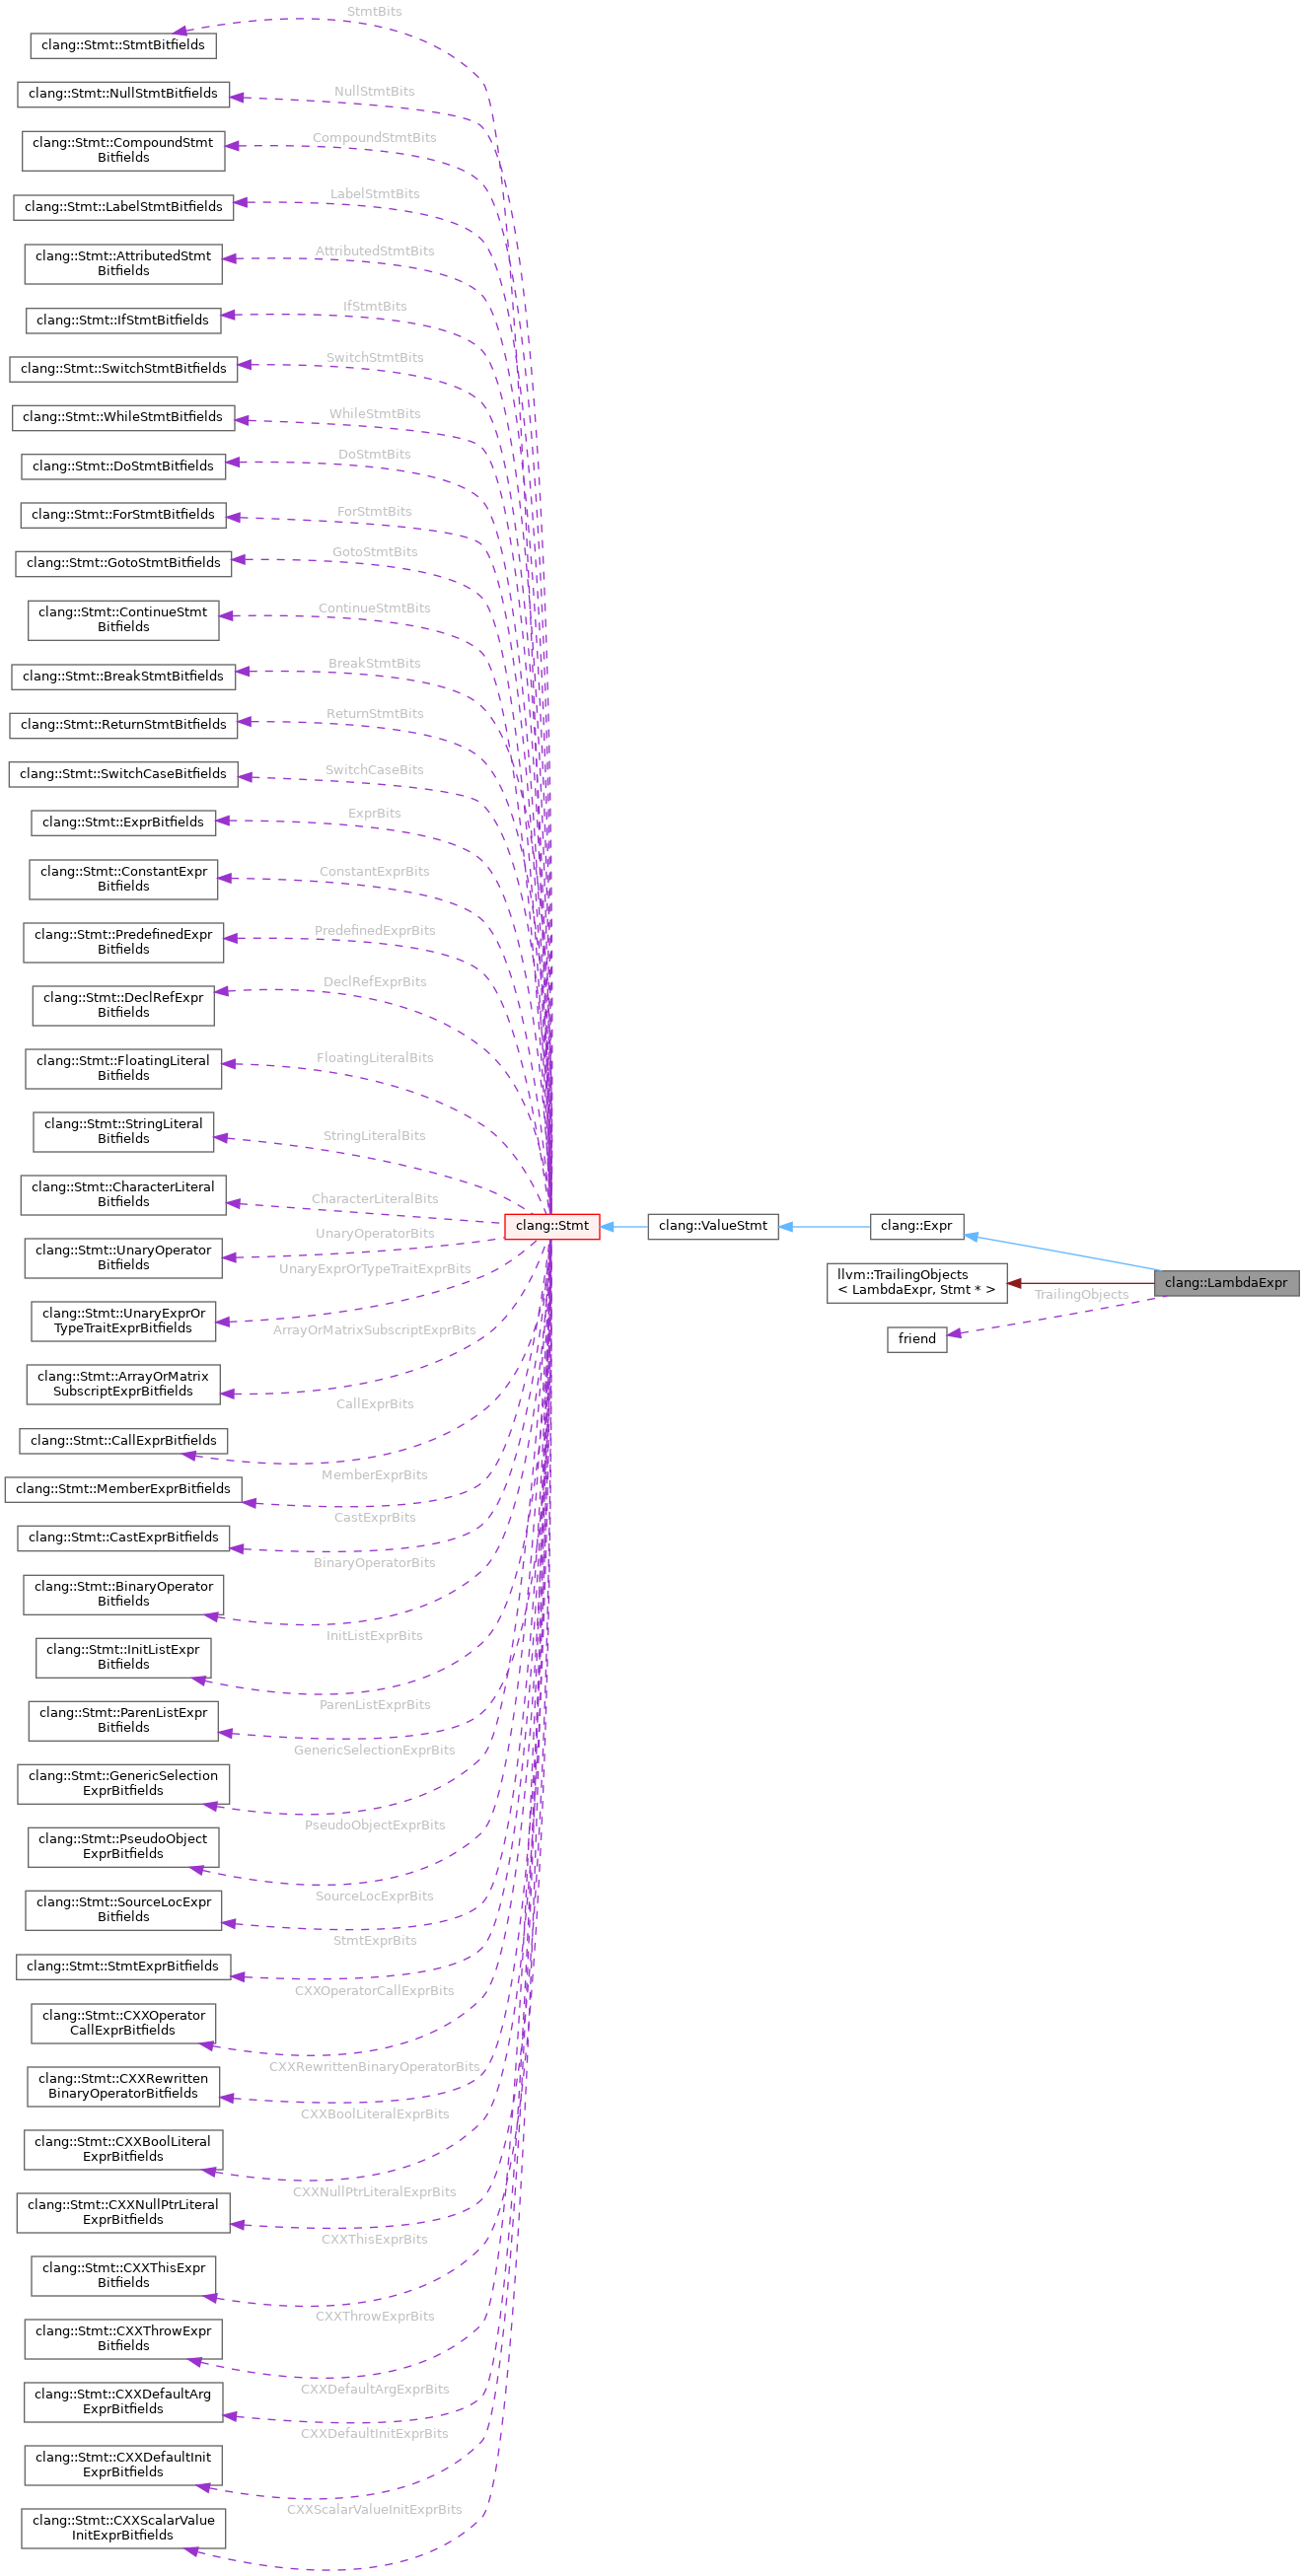 StmtBits
clang::Stmt::StmtBitfields
NullStmtBits
clang::Stmt::NullStmtBitfields
CompoundStmtBits
clang::Stmt::CompoundStmt
Bitfields
LabelStmtBits
clang::Stmt::LabelStmtBitfields
AttributedStmtBits
clang::Stmt::AttributedStmt
Bitfields
IfStmtBits
clang::Stmt::IfStmtBitfields
SwitchStmtBits
clang::Stmt::SwitchStmtBitfields
WhileStmtBits
clang::Stmt::WhileStmtBitfields
DoStmtBits
clang::Stmt::DoStmtBitfields
ForStmtBits
clang::Stmt::ForStmtBitfields
GotoStmtBits
clang::Stmt::GotoStmtBitfields
ContinueStmtBits
clang::Stmt::ContinueStmt
Bitfields
BreakStmtBits
clang::Stmt::BreakStmtBitfields
ReturnStmtBits
clang::Stmt::ReturnStmtBitfields
SwitchCaseBits
clang::Stmt::SwitchCaseBitfields
ExprBits
clang::Stmt::ExprBitfields
ConstantExprBits
clang::Stmt::ConstantExpr
Bitfields
PredefinedExprBits
clang::Stmt::PredefinedExpr
Bitfields
DeclRefExprBits
clang::Stmt::DeclRefExpr
Bitfields
FloatingLiteralBits
clang::Stmt::FloatingLiteral
Bitfields
StringLiteralBits
clang::Stmt::StringLiteral
Bitfields
CharacterLiteralBits
clang::Stmt::CharacterLiteral
Bitfields
UnaryOperatorBits
clang::Stmt::UnaryOperator
Bitfields
UnaryExprOrTypeTraitExprBits
clang::Stmt::UnaryExprOr
TypeTraitExprBitfields
ArrayOrMatrixSubscriptExprBits
clang::Stmt::ArrayOrMatrix
SubscriptExprBitfields
CallExprBits
clang::Stmt::CallExprBitfields
MemberExprBits
clang::Stmt::MemberExprBitfields
CastExprBits
clang::Stmt::CastExprBitfields
BinaryOperatorBits
clang::Stmt::BinaryOperator
Bitfields
InitListExprBits
clang::Stmt::InitListExpr
Bitfields
ParenListExprBits
clang::Stmt::ParenListExpr
Bitfields
GenericSelectionExprBits
clang::Stmt::GenericSelection
ExprBitfields
PseudoObjectExprBits
clang::Stmt::PseudoObject
ExprBitfields
SourceLocExprBits
clang::Stmt::SourceLocExpr
Bitfields
StmtExprBits
clang::Stmt::StmtExprBitfields
CXXOperatorCallExprBits
clang::Stmt::CXXOperator
CallExprBitfields
CXXRewrittenBinaryOperatorBits
clang::Stmt::CXXRewritten
BinaryOperatorBitfields
CXXBoolLiteralExprBits
clang::Stmt::CXXBoolLiteral
ExprBitfields
CXXNullPtrLiteralExprBits
clang::Stmt::CXXNullPtrLiteral
ExprBitfields
CXXThisExprBits
clang::Stmt::CXXThisExpr
Bitfields
CXXThrowExprBits
clang::Stmt::CXXThrowExpr
Bitfields
CXXDefaultArgExprBits
clang::Stmt::CXXDefaultArg
ExprBitfields
CXXDefaultInitExprBits
clang::Stmt::CXXDefaultInit
ExprBitfields
CXXScalarValueInitExprBits
clang::Stmt::CXXScalarValue
InitExprBitfields
clang::Stmt
clang::ValueStmt
clang::Expr
llvm::TrailingObjects
< LambdaExpr, Stmt * >
clang::LambdaExpr
TrailingObjects
friend